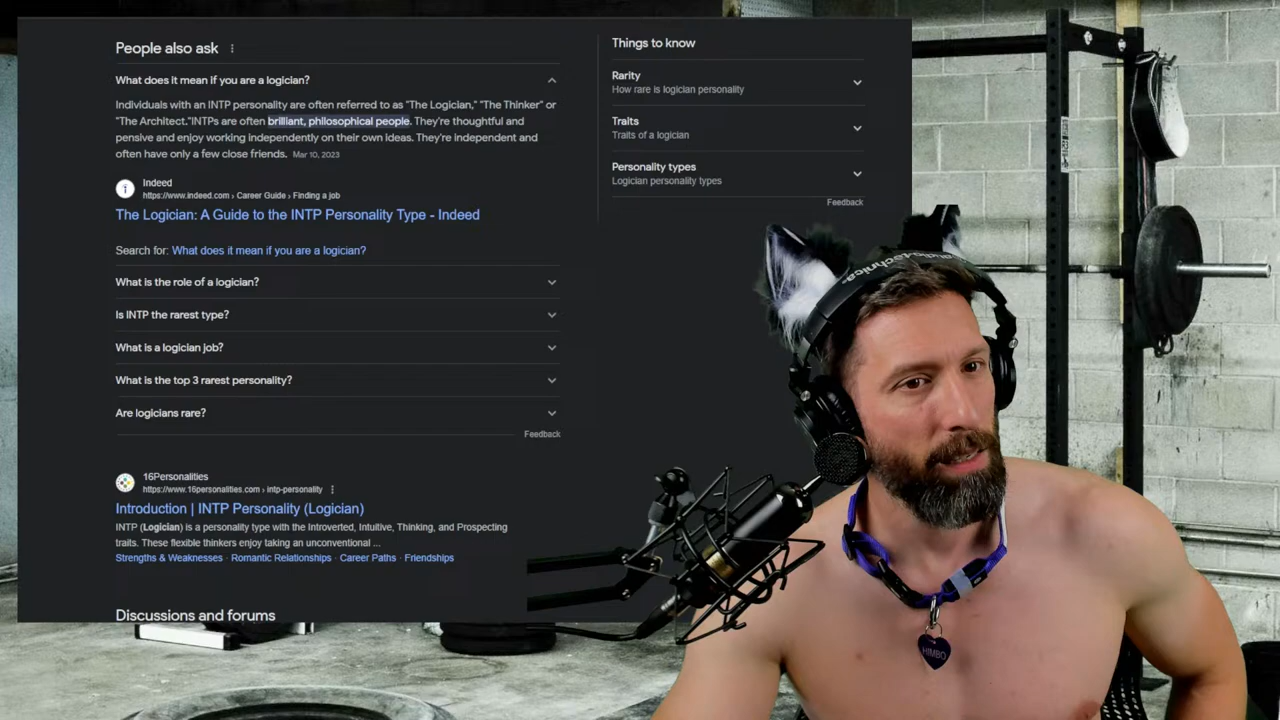 People also ask
What does it mean if you are a logician?
Individuals with an INTP personality are often referred to as "The Logician," "The Thinker" or
"The Architect."INTPs are often brilliant, philosophical people. They're thoughtful and
pensive and enjoy working independently on their own ideas. They're independent and
often have only a few close friends. Mar 10, 2023
Indeed
https://www.indeed.com › Career Guide › Finding a job
The Logician: A Guide to the INTP Personality Type - Indeed
Search for: What does it mean if you are a logician?
What is the role of a logician?
Is INTP the rarest type?
What is a logician job?
What is the top 3 rarest personality?
Are logicians rare?
Feedback
16Personalities
https://www.16personalities.com › intp-personality
Introduction | INTP Personality (Logician)
INTP (Logician) is a personality type with the Introverted, Intuitive, Thinking, and Prospecting
traits. These flexible thinkers enjoy taking an unconventional ...
Strengths & Weaknesses · Romantic Relationships · Career Paths · Friendships
Discussions and forums
Things to know
Rarity
How rare is logician personality
Traits
Traits of a logician
Personality types
Logician personality types
Feedback
audio-technica
HIMBO